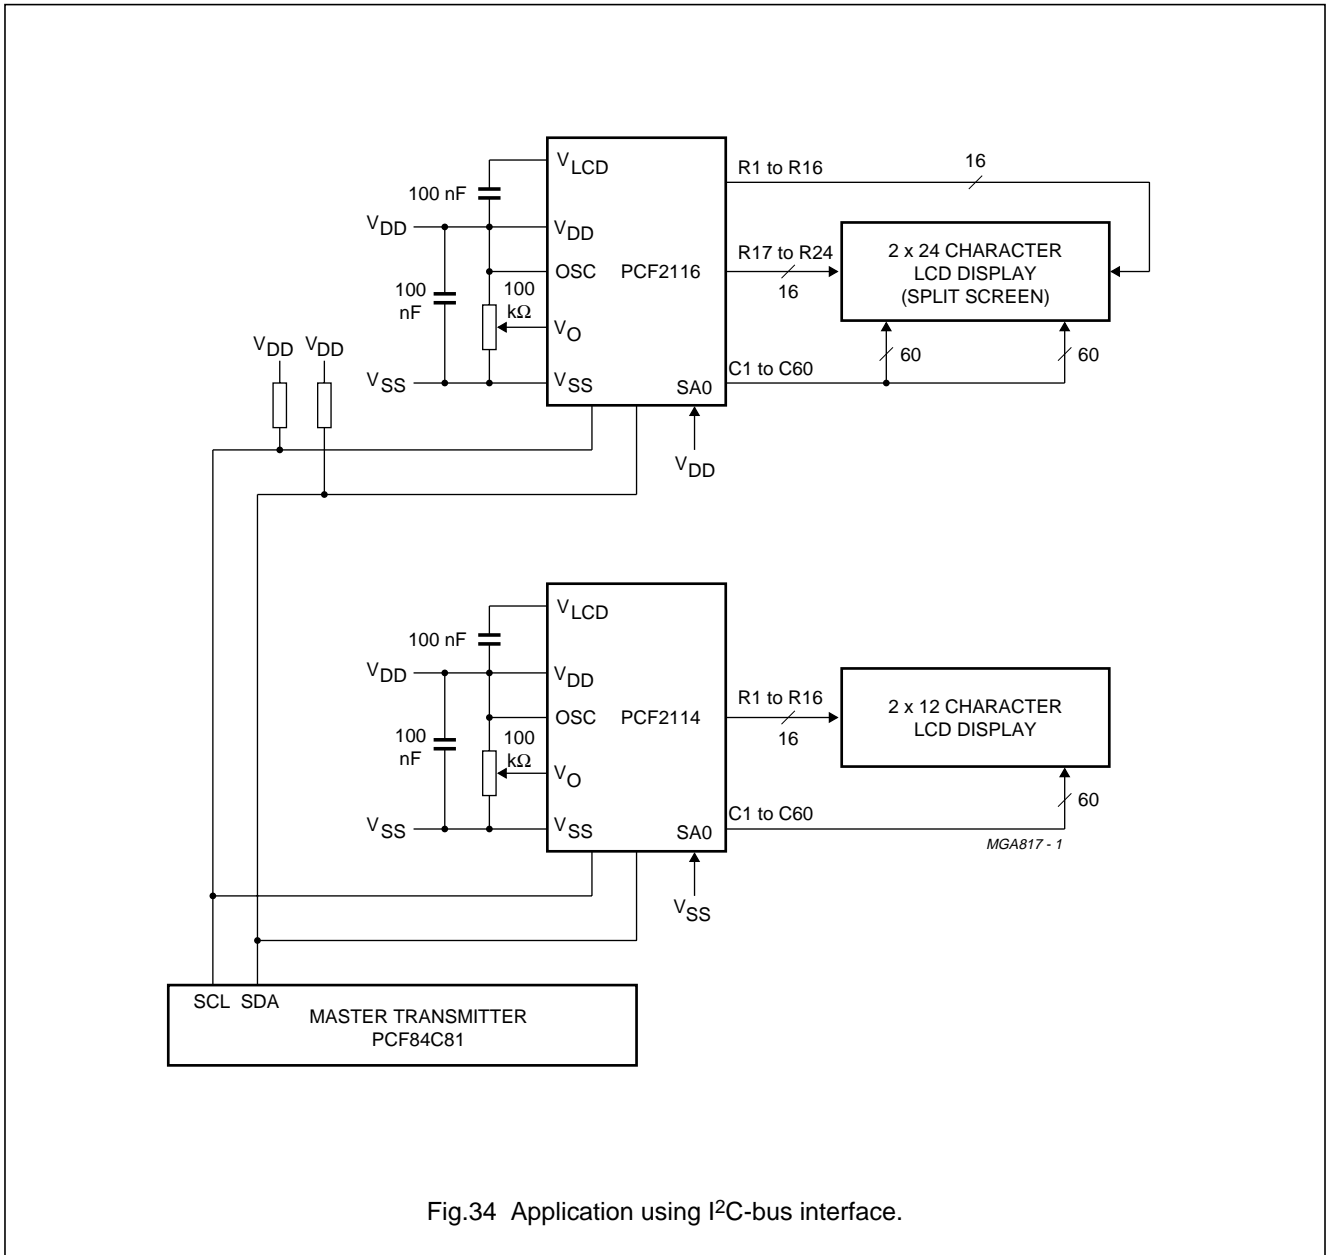 VLCD
R1 to R16
16
100 nF
VDD
VDD
OSC
PCF2116
R17 to R24
16
2 x 24 CHARACTER
LCD DISPLAY
(SPLIT SCREEN)
100
nF
100
kΩ
VO
VDD
VDD
60
60
VSS
VSS
SA0
C1 to C60
VDD
VLCD
100 nF
VDD
VDD
OSC
PCF2114
R1 to R16
16
2 x 12 CHARACTER
LCD DISPLAY
100
nF
100
kΩ
VO
60
VSS
VSS
SA0
C1 to C60
MGA817 - 1
VSS
SCL SDA
MASTER TRANSMITTER
PCF84C81
Fig.34 Application using I²C-bus interface.